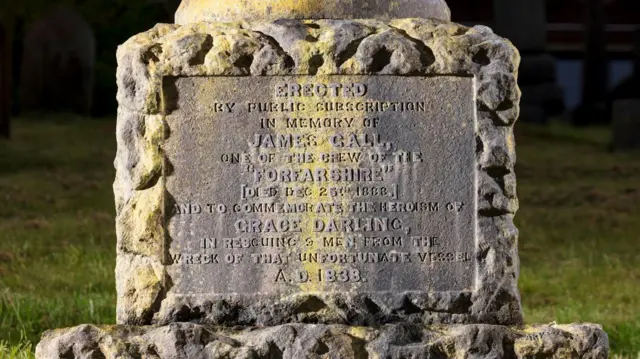 ERECTED
BY PUBLIC SUBSCRIPTION
IN MEMORY OF
JAMES GALL,
ONE OF THE CREW OF THE
"FORFARSHIRE"
[DIED DEC 25TH 1888.]
AND TO COMMEMORATE THE HEROISM OF
GRACE DARLING,
IN RESCUING 9 MEN FROM THE
WRECK OF THAT UNFORTUNATE VESSEL
A.D. 1838.